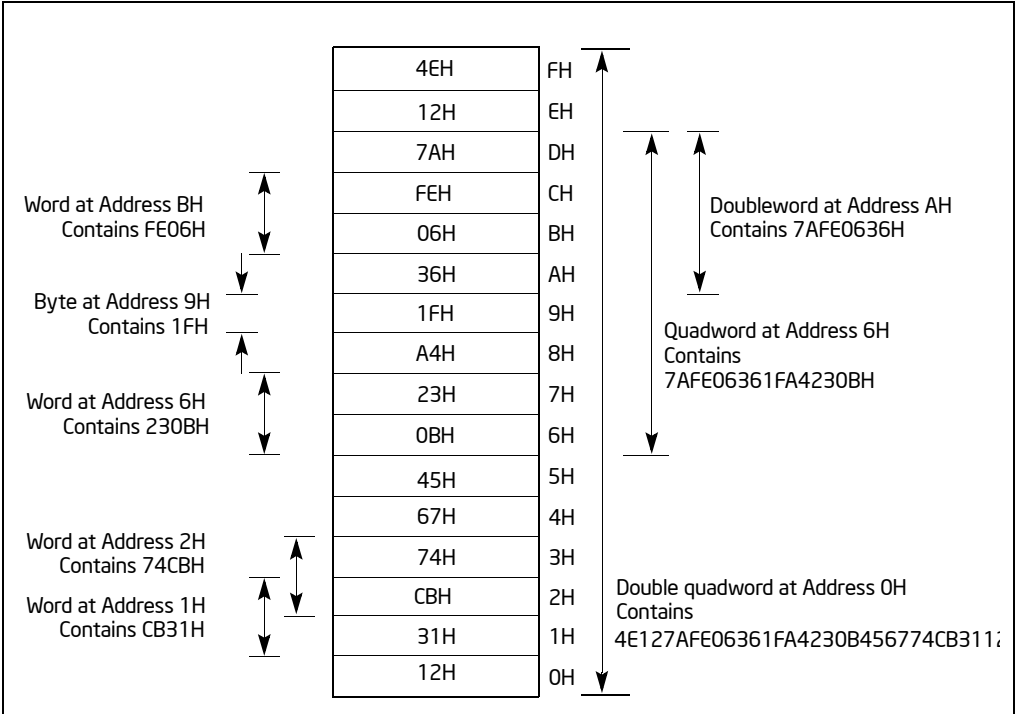 4EH FH
12H EH
7AH DH
FEH CH
06H BH
36H AH
1FH 9H
A4H 8H
23H 7H
0BH 6H
45H 5H
67H 4H
74H 3H
CBH 2H
31H 1H
12H 0H
Word at Address BH
Contains FE06H
Byte at Address 9H
Contains 1FH
Word at Address 6H
Contains 230BH
Word at Address 2H
Contains 74CBH
Word at Address 1H
Contains CB31H
Doubleword at Address AH
Contains 7AFE0636H
Quadword at Address 6H
Contains
7AFE06361FA4230BH
Double quadword at Address 0H
Contains
4E127AFE06361FA4230B456774CB3112